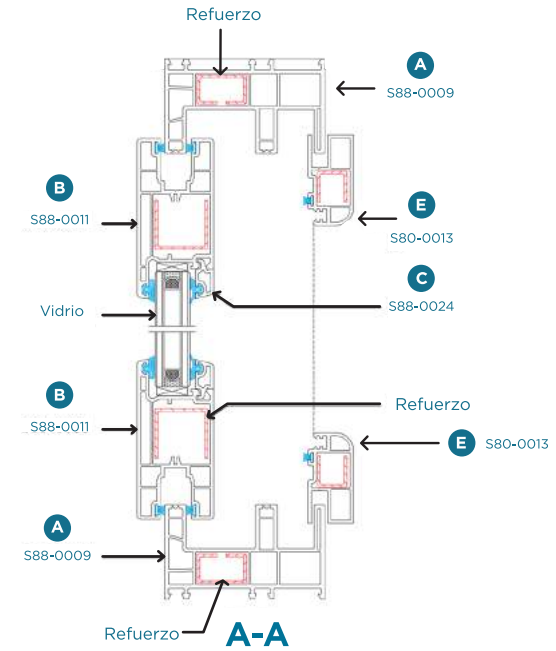 Refuerzo
A
S88-0009
B
S88-0011
E
S80-0013
C
S88-0024
Vidrio
B
S88-0011
Refuerzo
E S80-0013
A
S88-0009
Refuerzo
A-A